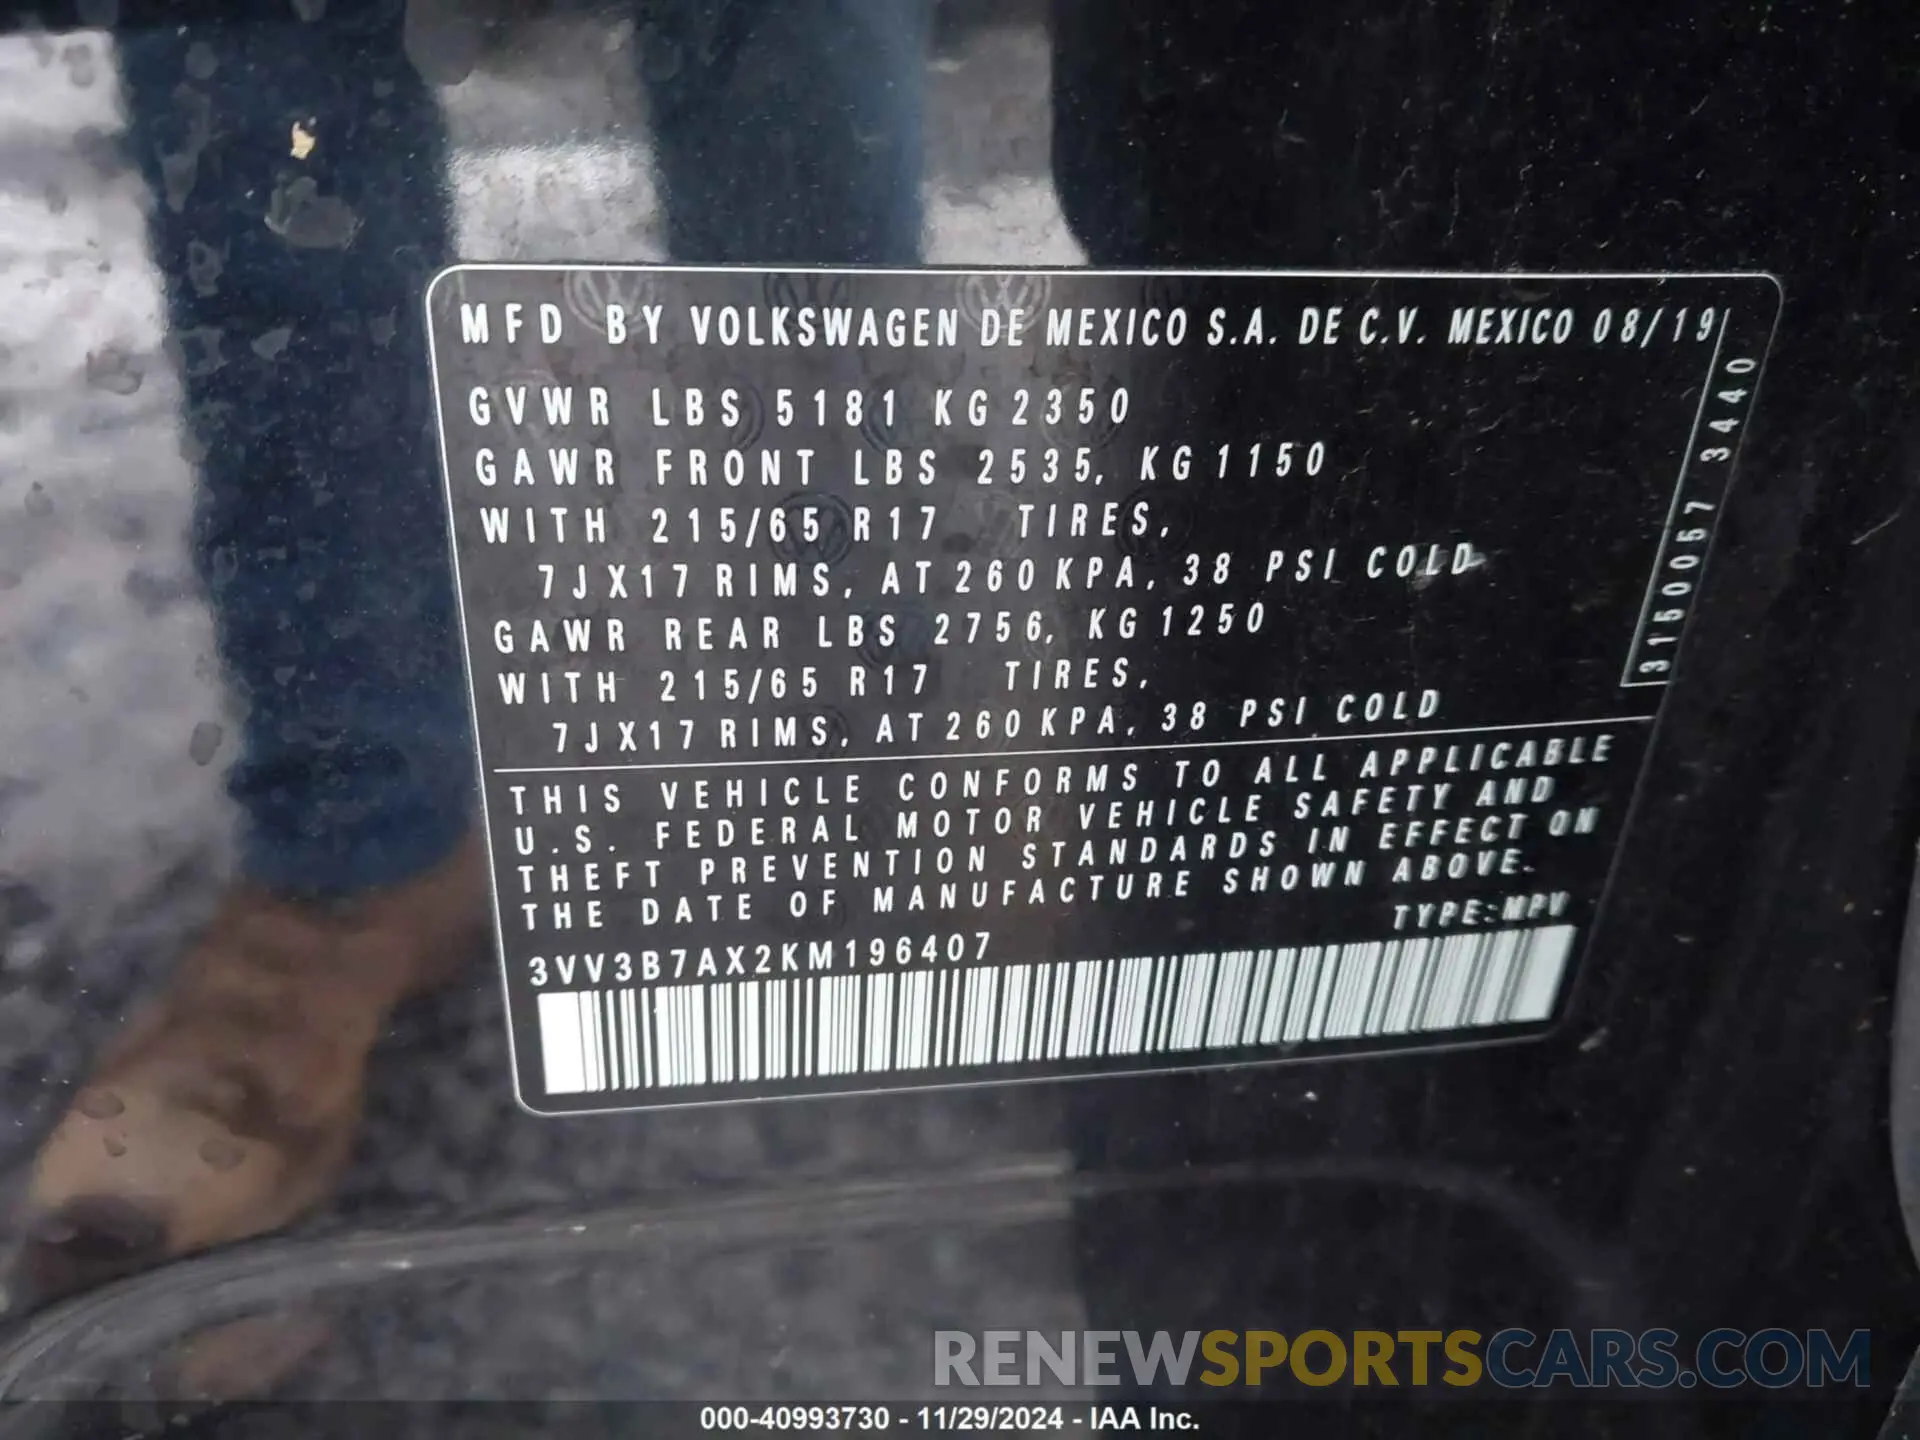 MFD BY VOLKSWAGEN DE MEXICO S.A. DE C.V. MEXICO 08/19
GVWR LBS 5181 KG 2350
GAWR FRONT LBS 2535, KG 1150
WITH 215/65 R17 TIRES,
7JX17 RIMS, AT 260 KPA, 38 PSI COLD
GAWR REAR LBS 2756, KG 1250
WITH 215/65 R17 TIRES,
7JX17 RIMS, AT 260 KPA, 38 PSI COLD
3150057 3440
THIS VEHICLE CONFORMS TO ALL APPLICABLE
U.S. FEDERAL MOTOR VEHICLE SAFETY AND
THEFT PREVENTION STANDARDS IN EFFECT ON
THE DATE OF MANUFACTURE SHOWN ABOVE.
TYPE:MPV
3VV3B7AX2KM196407
RENEWSPORTSCARS.COM
000-40993730 - 11/29/2024 - IAA Inc.